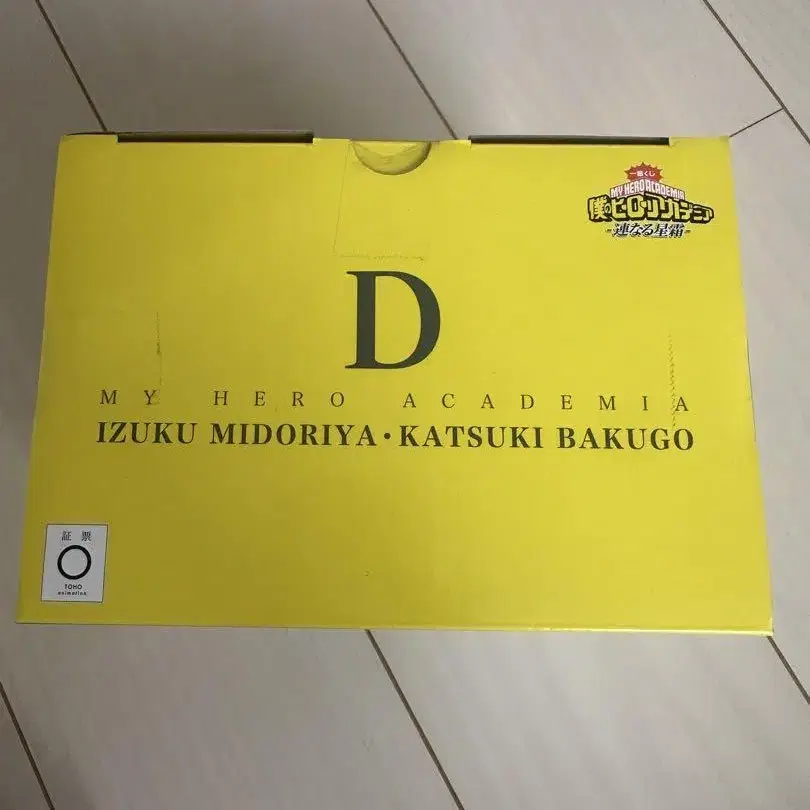 一番くじ
MY HERO ACADEMIA
僕のヒーローアカデミア
-連なる星霜-
D
MY HERO ACADEMIA
IZUKU MIDORIYA・KATSUKI BAKUGO
証 票
TOHO
animation